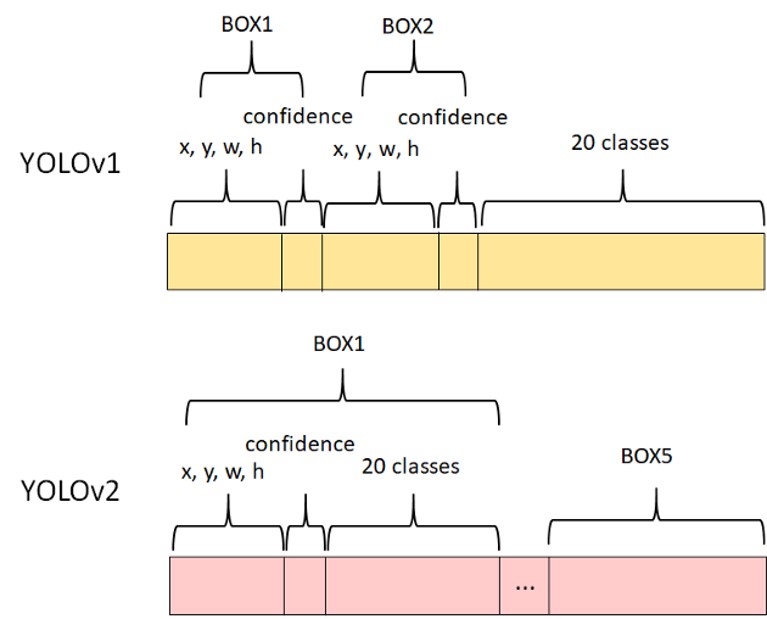 BOX1
BOX2
confidence
confidence
x, y, w, h
x, y, w, h
20 classes
YOLOv1
BOX1
confidence
x, y, w, h
20 classes
BOX5
YOLOv2
...